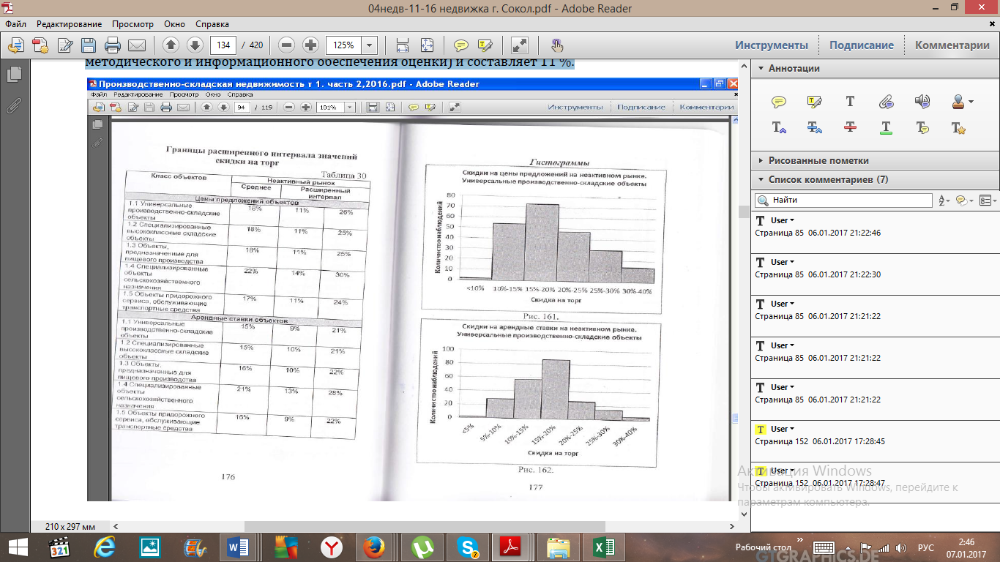 04недв-11-16 недвижка г. Сокол.pdf - Adobe Reader
Файл Редактирование Просмотр Окно Справка
134 / 420 125% Инструменты Подписание Комментарии
методического и информационного обеспечения оценки) и составляет 11 %.
Производственно-складская недвижимость т 1. часть 2,2016.pdf - Adobe Reader
Файл Редактирование Просмотр Окно Справка
94 / 119 101% Инструменты Подписание Комментарии
Границы расширенного интервала значений
скидки на торг
Таблица 30
Класс объектов Неактивный рынок
Среднее Расширенный
интервал
Цены предложений объектов
1.1 Универсальные 18% 11% 26%
производственно-складские
объекты
1.2 Специализированные 18% 11% 25%
высококлассные складские
объекты
1.3 Объекты, 18% 11% 25%
предназначенные для
пищевого производства
1.4 Специализированные 22% 14% 30%
объекты
сельскохозяйственного
назначения
1.5 Объекты придорожного 17% 11% 24%
сервиса, обслуживающие
транспортные средства
Арендные ставки объектов
1.1 Универсальные 15% 9% 21%
производственно-складские
объекты
1.2 Специализированные 15% 10% 21%
высококлассные складские
объекты
1.3 Объекты, 16% 10% 22%
предназначенные для
пищевого производства
1.4 Специализированные 21% 13% 28%
объекты
сельскохозяйственного
назначения
1.5 Объекты придорожного 16% 9% 22%
сервиса, обслуживающие
транспортные средства
176
Гистограммы
Скидки на цены предложений на неактивном рынке.
Универсальные производственно-складские объекты
Количество наблюдений
80
70
60
50
40
30
20
10
0
<10% 10%-15% 15%-20% 20%-25% 25%-30% 30%-40%
Скидка на торг
Рис. 161.
Скидки на арендные ставки на неактивном рынке.
Универсальные производственно-складские объекты
Количество наблюдений
100
80
60
40
20
0
<5% 5%-10% 10%-15% 15%-20% 20%-25% 25%-30% 30%-40%
Скидка на торг
Рис. 162.
177
210 x 297 мм
Аннотации
Рисованные пометки
Список комментариев (7)
Найти
User
Страница 85 06.01.2017 21:22:46
User
Страница 85 06.01.2017 21:22:30
User
Страница 85 06.01.2017 21:21:22
User
Страница 85 06.01.2017 21:21:22
User
Страница 85 06.01.2017 21:21:22
User
Страница 152 06.01.2017 17:28:45
User
Страница 152 06.01.2017 17:28:47
Активация Windows
Чтобы активировать Windows, перейдите к
параметрам компьютера.
321
7
Рабочий стол » РУС 2:46
07.01.2017
GTGRAPHICS.DE